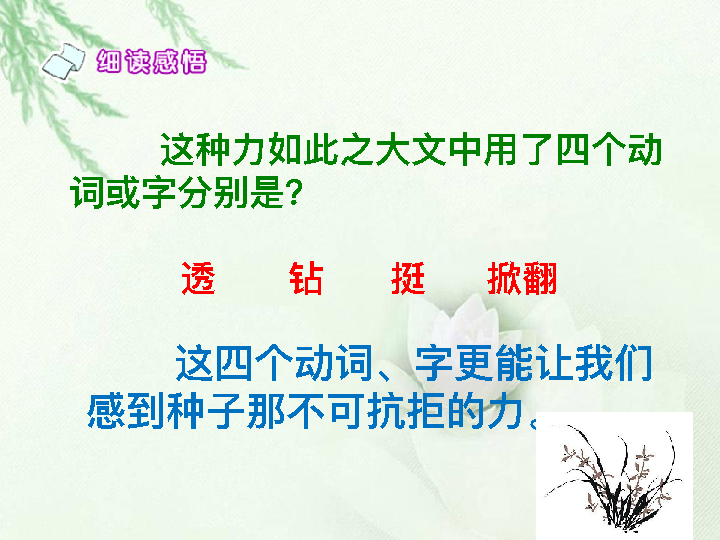 细读感悟
这种力如此之大文中用了四个动
词或字分别是?
透 钻 挺 掀翻
这四个动词、字更能让我们
感到种子那不可抗拒的力。